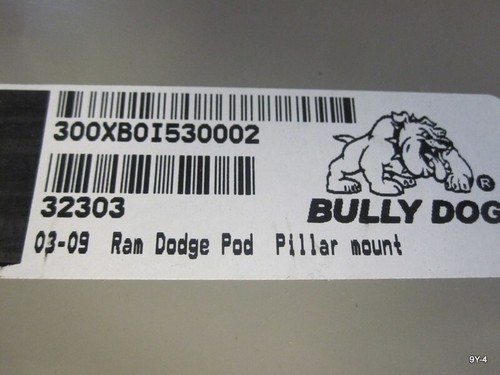 300XB0I530002
32303
BULLY DOG
®
03-09 Ram Dodge Pod Pillar mount
9Y-4